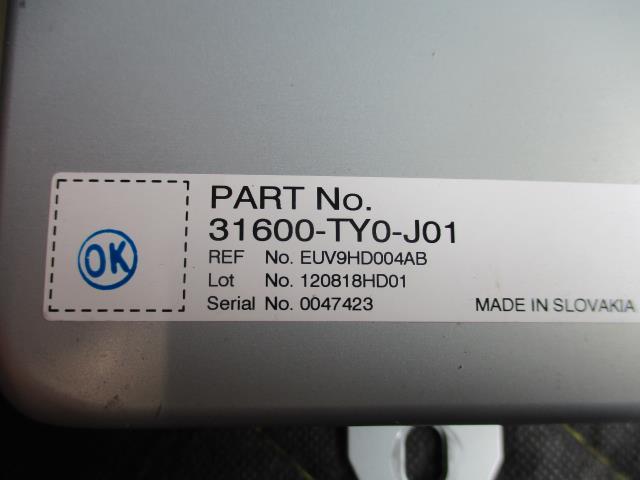 OK
PART No.
31600-TY0-J01
REF No. EUV9HD004AB
Lot No. 120818HD01
Serial No. 0047423
MADE IN SLOVAKIA